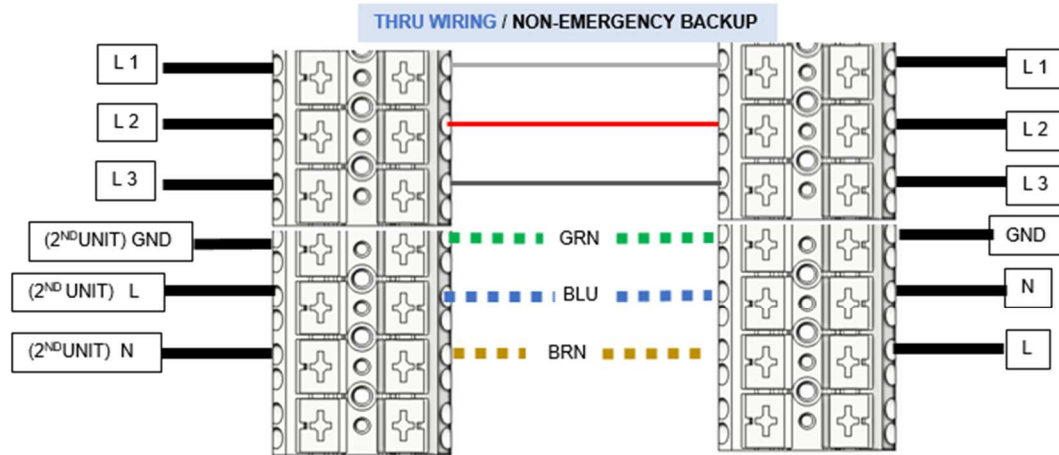 THRU WIRING / NON-EMERGENCY BACKUP
L 1
L 1
L 2
L 2
L 3
L 3
(2ND UNIT) GND
GRN
GND
(2ND UNIT) L
BLU
N
(2ND UNIT) N
BRN
L